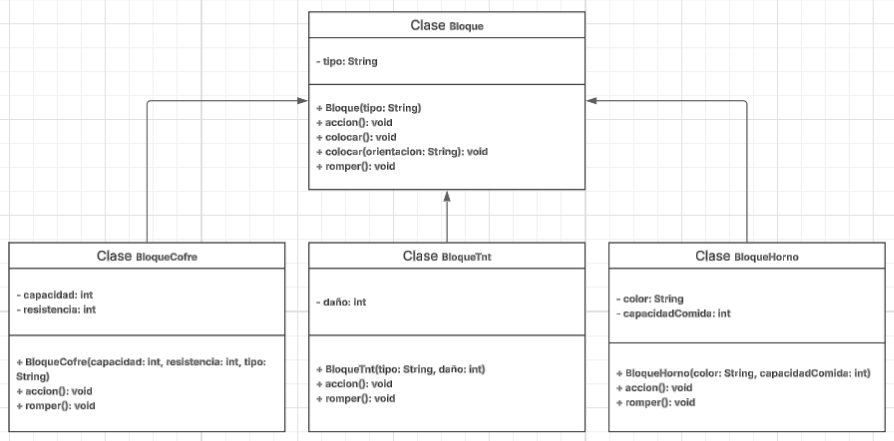 Clase Bloque
- tipo: String
+ Bloque(tipo: String)
+ accion(): void
+ colocar(): void
+ colocar(orientacion: String): void
+ romper(): void
Clase BloqueCofre
- capacidad: int
- resistencia: int
+ BloqueCofre(capacidad: int, resistencia: int, tipo:
String)
+ accion(): void
+ romper(): void
Clase BloqueTnt
- daño: int
+ BloqueTnt(tipo: String, daño: int)
+ accion(): void
+ romper(): void
Clase BloqueHorno
- color: String
- capacidadComida: int
+ BloqueHorno(color: String, capacidadComida: int)
+ accion(): void
+ romper(): void